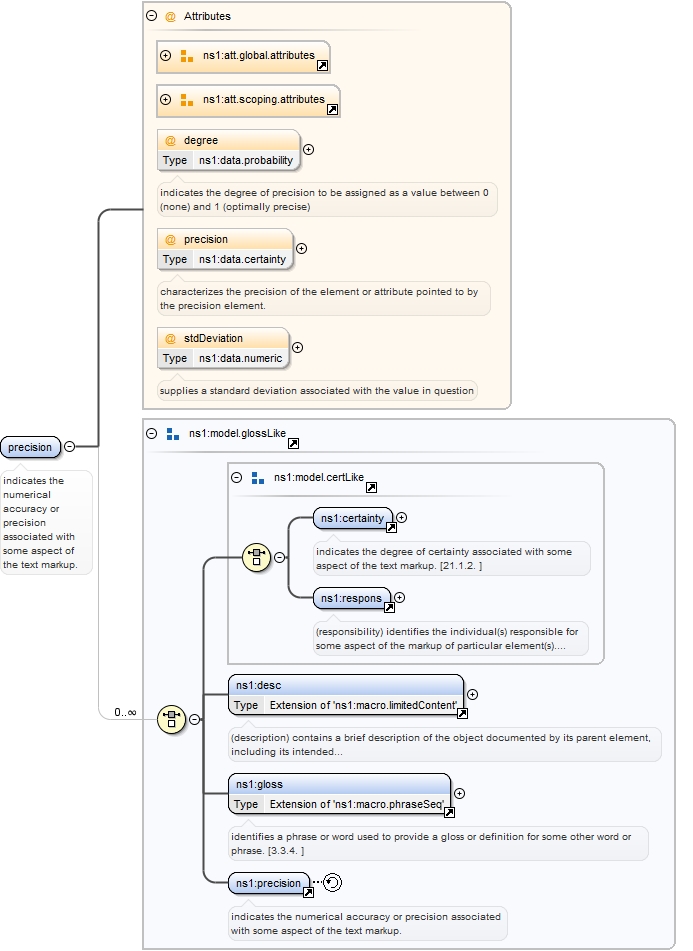 @ Attributes
ns1:att.global.attributes
ns1:att.scoping.attributes
@ degree
Type ns1:data.probability
indicates the degree of precision to be assigned as a value between 0
(none) and 1 (optimally precise)
@ precision
Type ns1:data.certainty
characterizes the precision of the element or attribute pointed to by
the precision element.
@ stdDeviation
Type ns1:data.numeric
supplies a standard deviation associated with the value in question
precision
indicates the
numerical
accuracy or
precision
associated with
some aspect of
the text markup.
0..∞
ns1:model.glossLike
ns1:model.certLike
ns1:certainty
indicates the degree of certainty associated with some
aspect of the text markup. [21.1.2. ]
ns1:respons
(responsibility) identifies the individual(s) responsible for
some aspect of the markup of particular element(s)....
ns1:desc
Type Extension of 'ns1:macro.limitedContent'
(description) contains a brief description of the object documented by its parent element,
including its intended...
ns1:gloss
Type Extension of 'ns1:macro.phraseSeq'
identifies a phrase or word used to provide a gloss or definition for some other word or
phrase. [3.3.4. ]
ns1:precision
indicates the numerical accuracy or precision associated
with some aspect of the text markup.